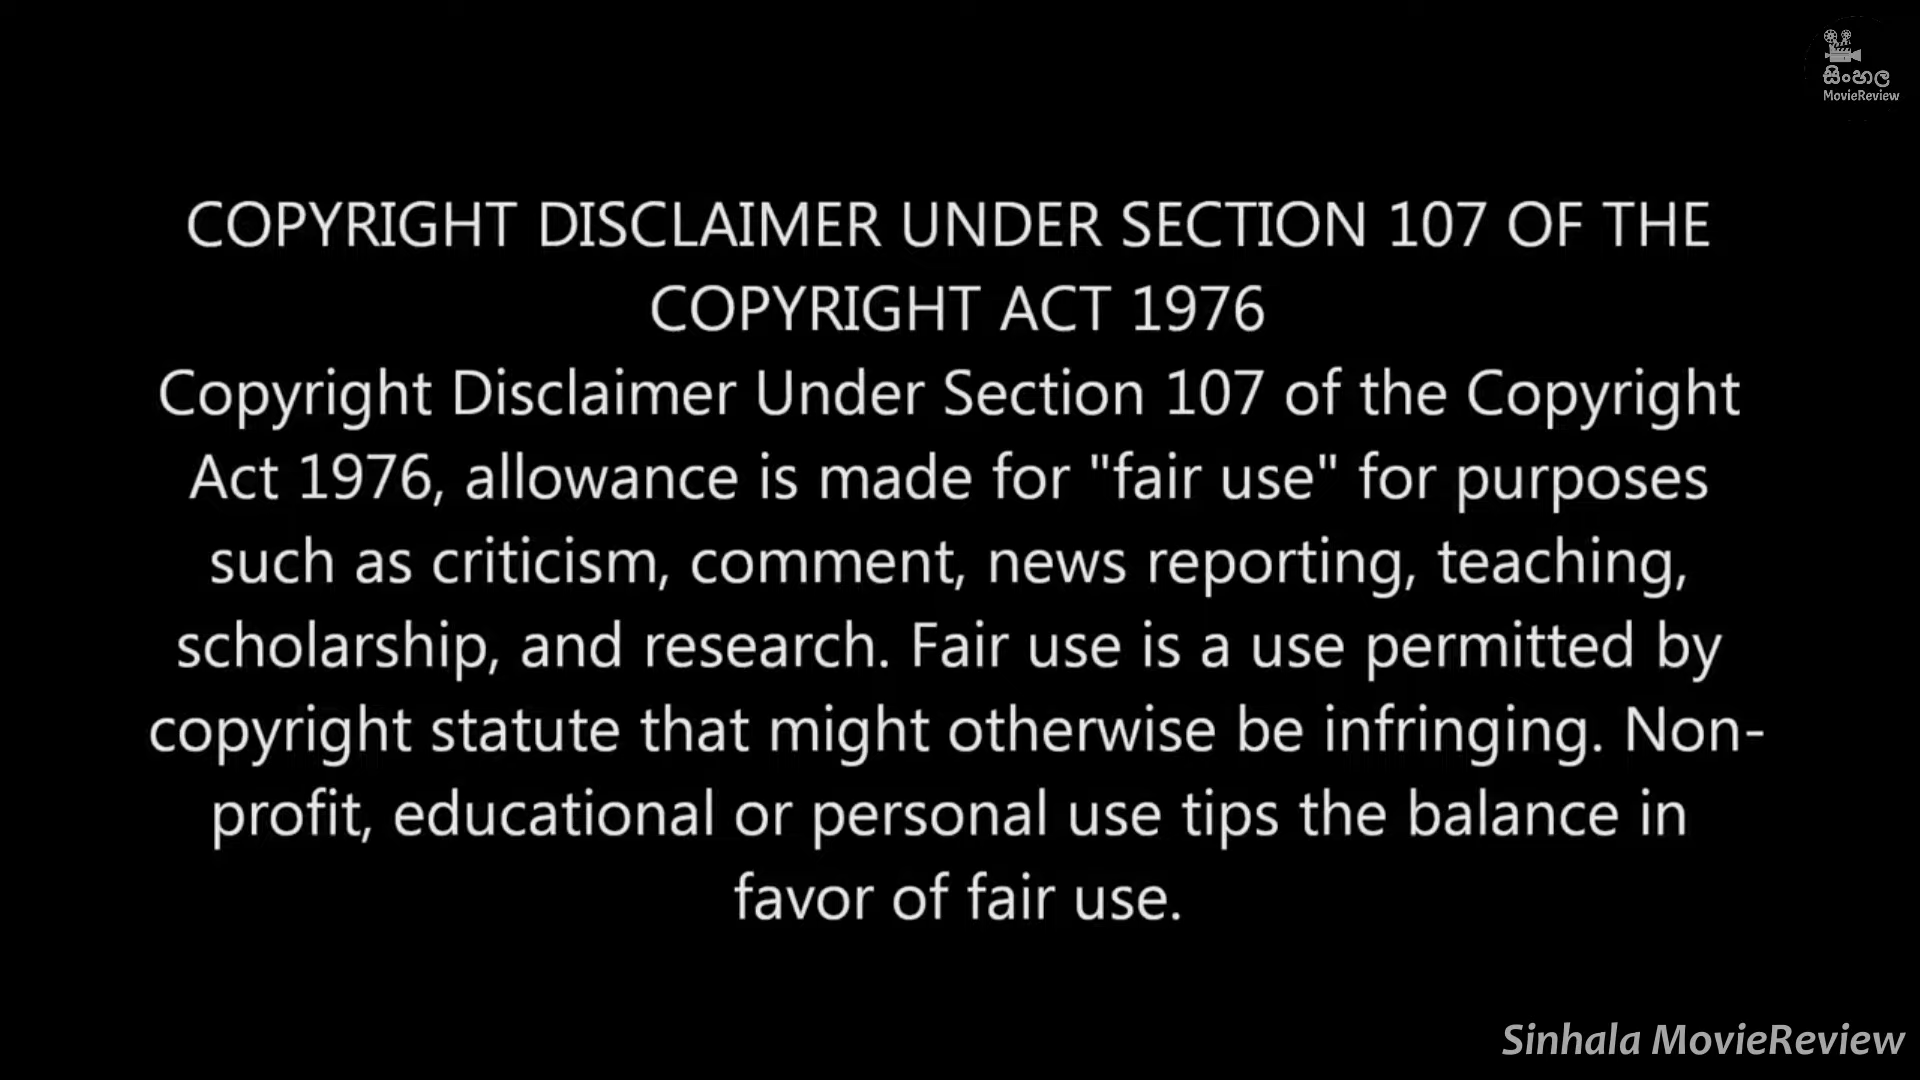 සිංහල
MovieReview
COPYRIGHT DISCLAIMER UNDER SECTION 107 OF THE
COPYRIGHT ACT 1976
Copyright Disclaimer Under Section 107 of the Copyright
Act 1976, allowance is made for "fair use" for purposes
such as criticism, comment, news reporting, teaching,
scholarship, and research. Fair use is a use permitted by
copyright statute that might otherwise be infringing. Non-
profit, educational or personal use tips the balance in
favor of fair use.
Sinhala MovieReview